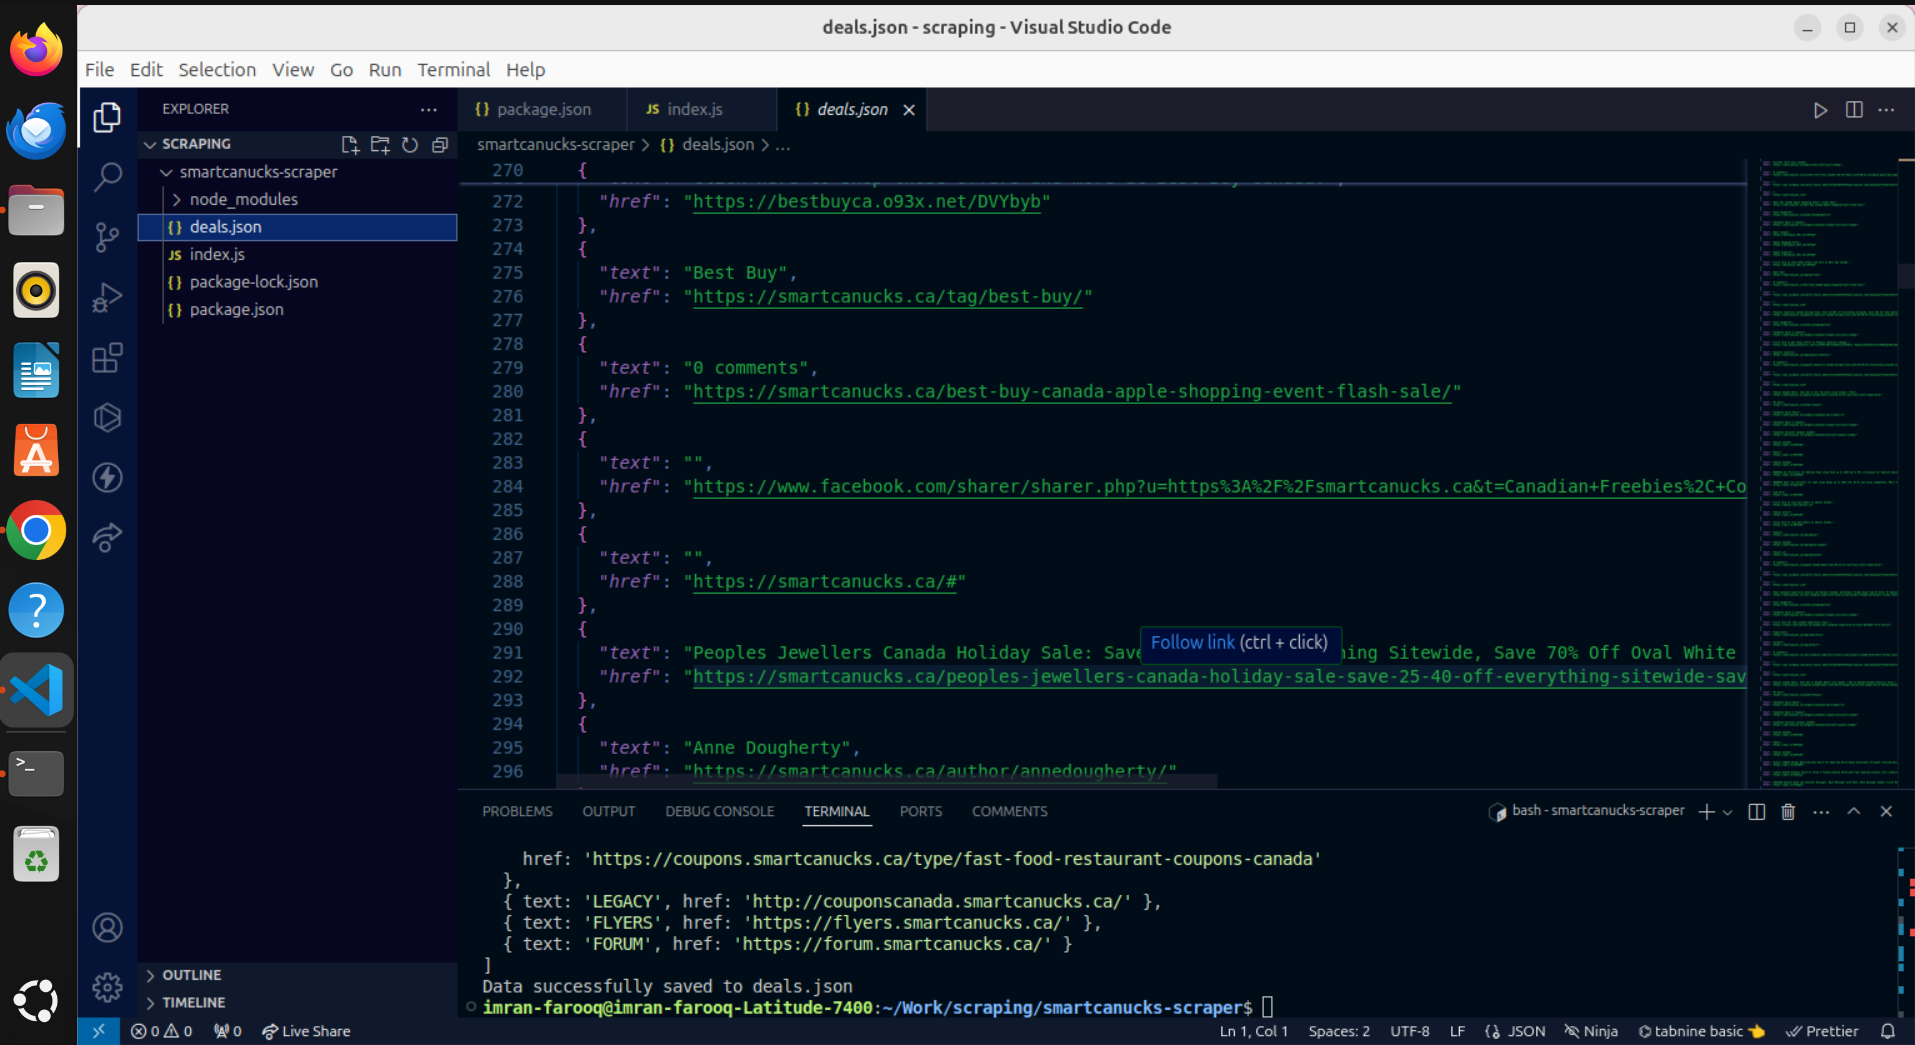 deals.json - scraping - Visual Studio Code
File Edit Selection View Go Run Terminal Help
EXPLORER
SCRAPING
smartcanucks-scraper
node_modules
{} deals.json
JS index.js
{} package-lock.json
{} package.json
OUTLINE
TIMELINE
{} package.json
JS index.js
{} deals.json
smartcanucks-scraper > {} deals.json > ...
270 {
272 "href": "https://bestbuyca.o93x.net/DVYbyb"
273 },
274 {
275 "text": "Best Buy",
276 "href": "https://smartcanucks.ca/tag/best-buy/"
277 },
278 {
279 "text": "0 comments",
280 "href": "https://smartcanucks.ca/best-buy-canada-apple-shopping-event-flash-sale/"
281 },
282 {
283 "text": "",
284 "href": "https://www.facebook.com/sharer/sharer.php?u=https%3A%2F%2Fsmartcanucks.ca&t=Canadian+Freebies%2C+Co
285 },
286 {
287 "text": "",
288 "href": "https://smartcanucks.ca/#"
289 },
290 {
Follow link (ctrl + click)
291 "text": "Peoples Jewellers Canada Holiday Sale: Save hing Sitewide, Save 70% Off Oval White
292 "href": "https://smartcanucks.ca/peoples-jewellers-canada-holiday-sale-save-25-40-off-everything-sitewide-sav
293 },
294 {
295 "text": "Anne Dougherty",
296 "href": "https://smartcanucks.ca/author/annedougherty/"
PROBLEMS OUTPUT DEBUG CONSOLE TERMINAL PORTS COMMENTS
bash - smartcanucks-scraper
href: 'https://coupons.smartcanucks.ca/type/fast-food-restaurant-coupons-canada'
},
{ text: 'LEGACY', href: 'http://couponscanada.smartcanucks.ca/' },
{ text: 'FLYERS', href: 'https://flyers.smartcanucks.ca/' },
{ text: 'FORUM', href: 'https://forum.smartcanucks.ca/' }
]
Data successfully saved to deals.json
imran-farooq@imran-farooq-Latitude-7400:~/Work/scraping/smartcanucks-scraper$
0 0 0 Live Share
Ln 1, Col 1 Spaces: 2 UTF-8 LF {} JSON Ninja tabnine basic Prettier